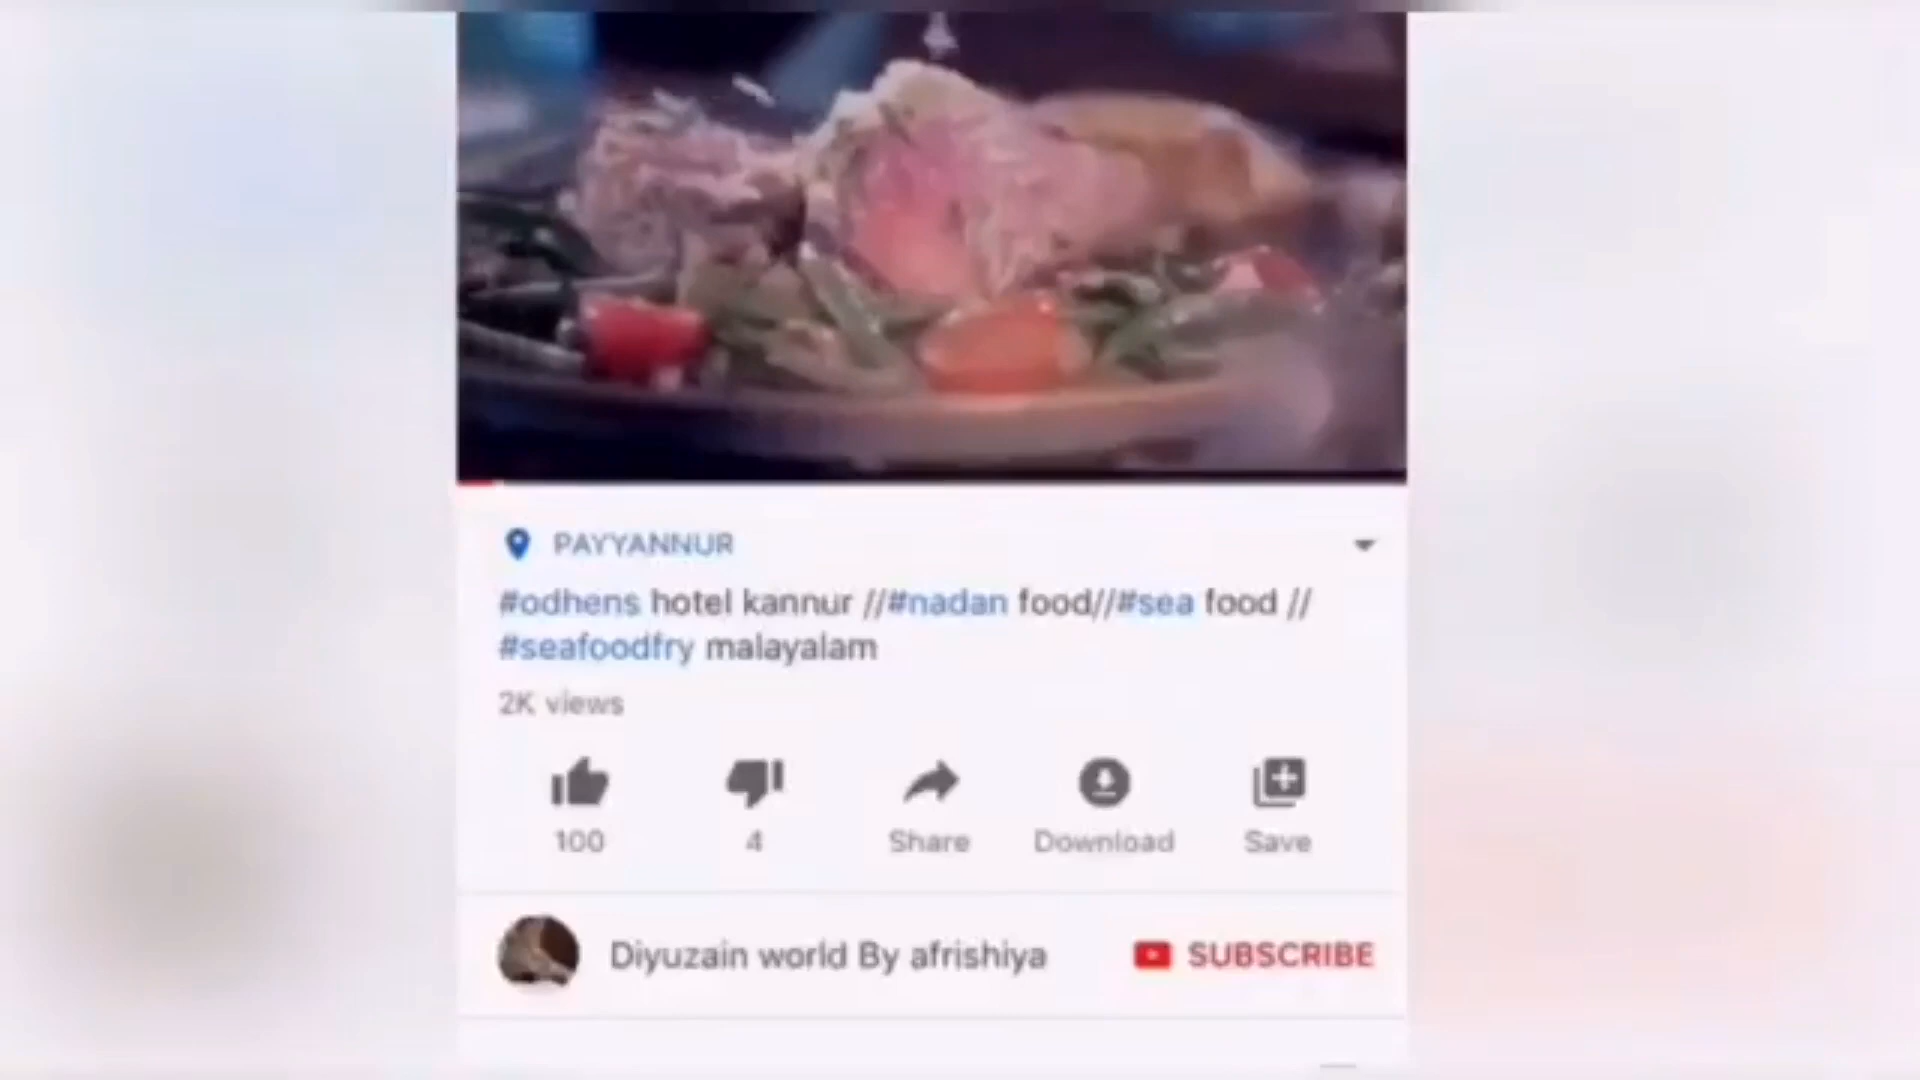 PAYYANNUR
#odhens hotel kannur //#nadan food//#sea food //
#seafoodfry malayalam
2K views
100 4 Share Download Save
Diyuzain world By afrishiya SUBSCRIBE